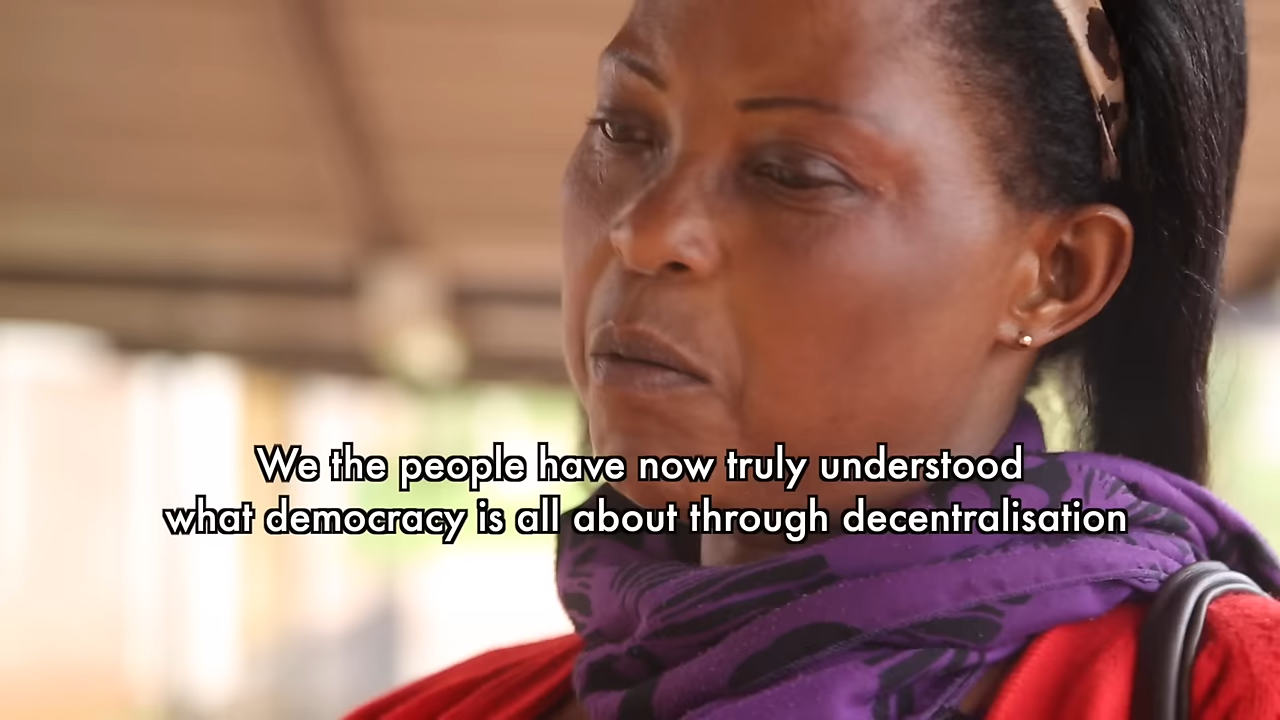 We the people have now truly understood
what democracy is all about through decentralisation